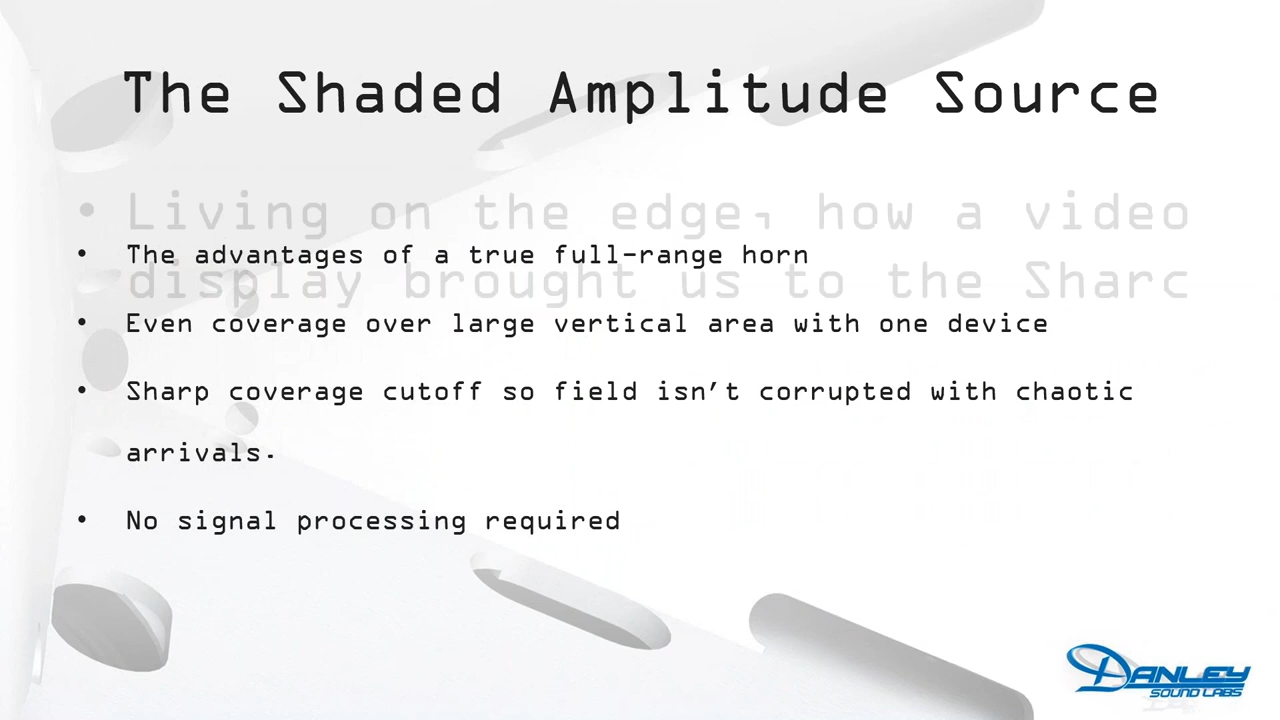 The Shaded Amplitude Source
• Living on the edge, how a video
• The advantages of a true full-range horn
display brought us to the Sharc
• Even coverage over large vertical area with one device
• Sharp coverage cutoff so field isn't corrupted with chaotic
arrivals.
• No signal processing required
DANLEY
SOUND LABS